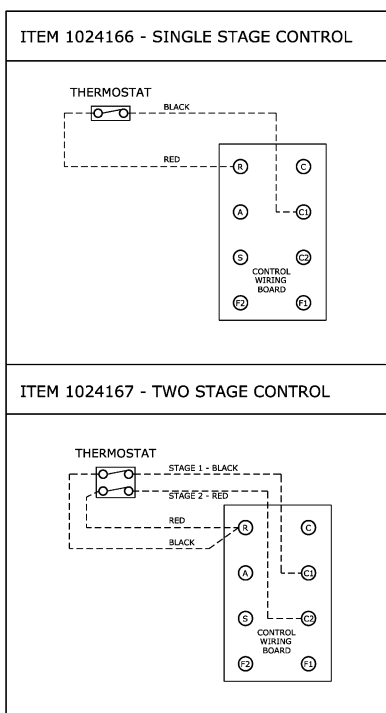 ITEM 1024166 - SINGLE STAGE CONTROL
THERMOSTAT
BLACK
RED
R
C
A
C1
S
C2
CONTROL
WIRING
BOARD
F2
F1
ITEM 1024167 - TWO STAGE CONTROL
THERMOSTAT
STAGE 1 - BLACK
STAGE 2 - RED
RED
BLACK
R
C
A
C1
S
C2
CONTROL
WIRING
BOARD
F2
F1